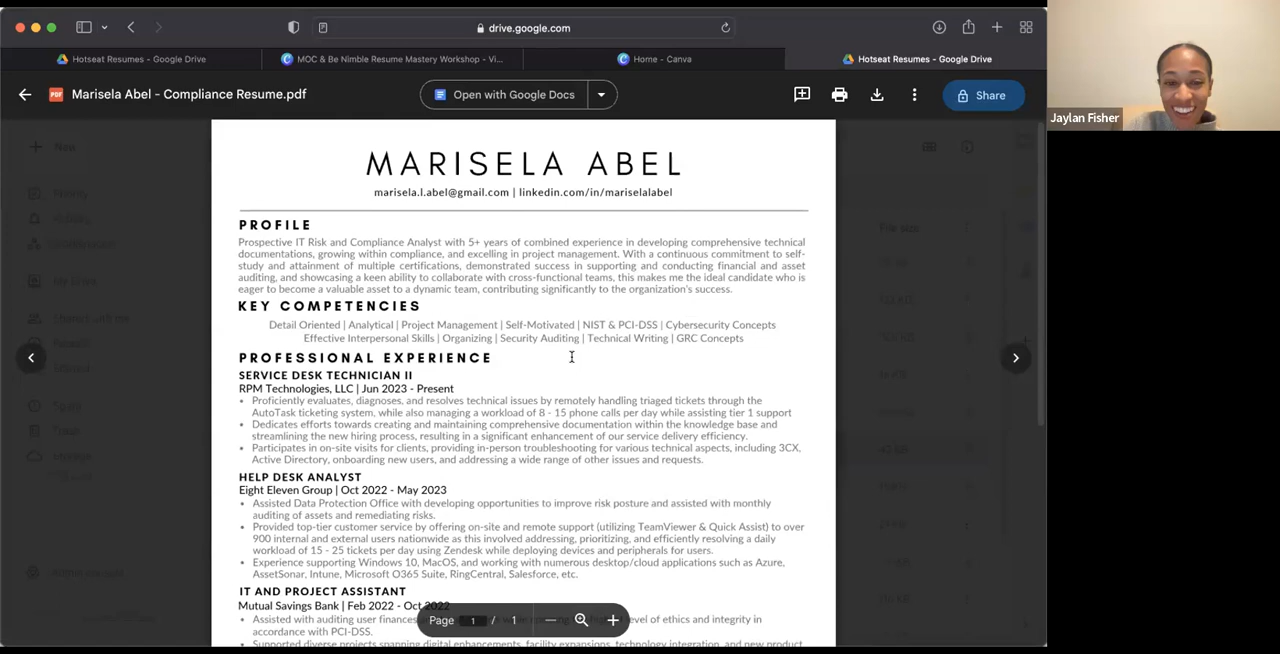 drive.google.com
Hotseat Resumes - Google Drive
MOC & Be Nimble Resume Mastery Workshop - Vi...
Home - Canva
Hotseat Resumes - Google Drive
Marisela Abel - Compliance Resume.pdf
Open with Google Docs
Share
Jaylan Fisher
New
File size
MARISELA ABEL
marisela.l.abel@gmail.com | linkedin.com/in/mariselalabel
PROFILE
Prospective IT Risk and Compliance Analyst with 5+ years of combined experience in developing comprehensive technical
documentations, growing within compliance, and excelling in project management. With a continuous commitment to self-
study and attainment of multiple certifications, demonstrated success in supporting and conducting financial and asset
auditing, and showcasing a keen ability to collaborate with cross-functional teams, this makes me the ideal candidate who is
eager to become a valuable asset to a dynamic team, contributing significantly to the organization's success.
KEY COMPETENCIES
Detail Oriented | Analytical | Project Management | Self-Motivated | NIST & PCI-DSS | Cybersecurity Concepts
Effective Interpersonal Skills | Organizing | Security Auditing | Technical Writing | GRC Concepts
PROFESSIONAL EXPERIENCE
SERVICE DESK TECHNICIAN II
RPM Technologies, LLC | Jun 2023 - Present
• Proficiently evaluates, diagnoses, and resolves technical issues by remotely handling triaged tickets through the
AutoTask ticketing system, while also managing a workload of 8 - 15 phone calls per day while assisting tier 1 support
• Dedicates efforts towards creating and maintaining comprehensive documentation within the knowledge base and
streamlining the new hiring process, resulting in a significant enhancement of our service delivery efficiency.
• Participates in on-site visits for clients, providing in-person troubleshooting for various technical aspects, including 3CX,
Active Directory, onboarding new users, and addressing a wide range of other issues and requests.
HELP DESK ANALYST
Eight Eleven Group | Oct 2022 - May 2023
• Assisted Data Protection Office with developing opportunities to improve risk posture and assisted with monthly
auditing of assets and remediating risks.
• Provided top-tier customer service by offering on-site and remote support (utilizing TeamViewer & Quick Assist) to over
900 internal and external users nationwide as this involved addressing, prioritizing, and efficiently resolving a daily
workload of 15 - 25 tickets per day using Zendesk while deploying devices and peripherals for users.
• Experience supporting Windows 10, MacOS, and working with numerous desktop/cloud applications such as Azure,
AssetSonar, Intune, Microsoft O365 Suite, RingCentral, Salesforce, etc.
IT AND PROJECT ASSISTANT
Mutual Savings Bank | Feb 2022 - Oct 2022
• Assisted with auditing user finances level of ethics and integrity in
accordance with PCI-DSS.
• Supported diverse projects spanning digital enhancements, facility expansions, technology integration, and new product
Page 1 / 1